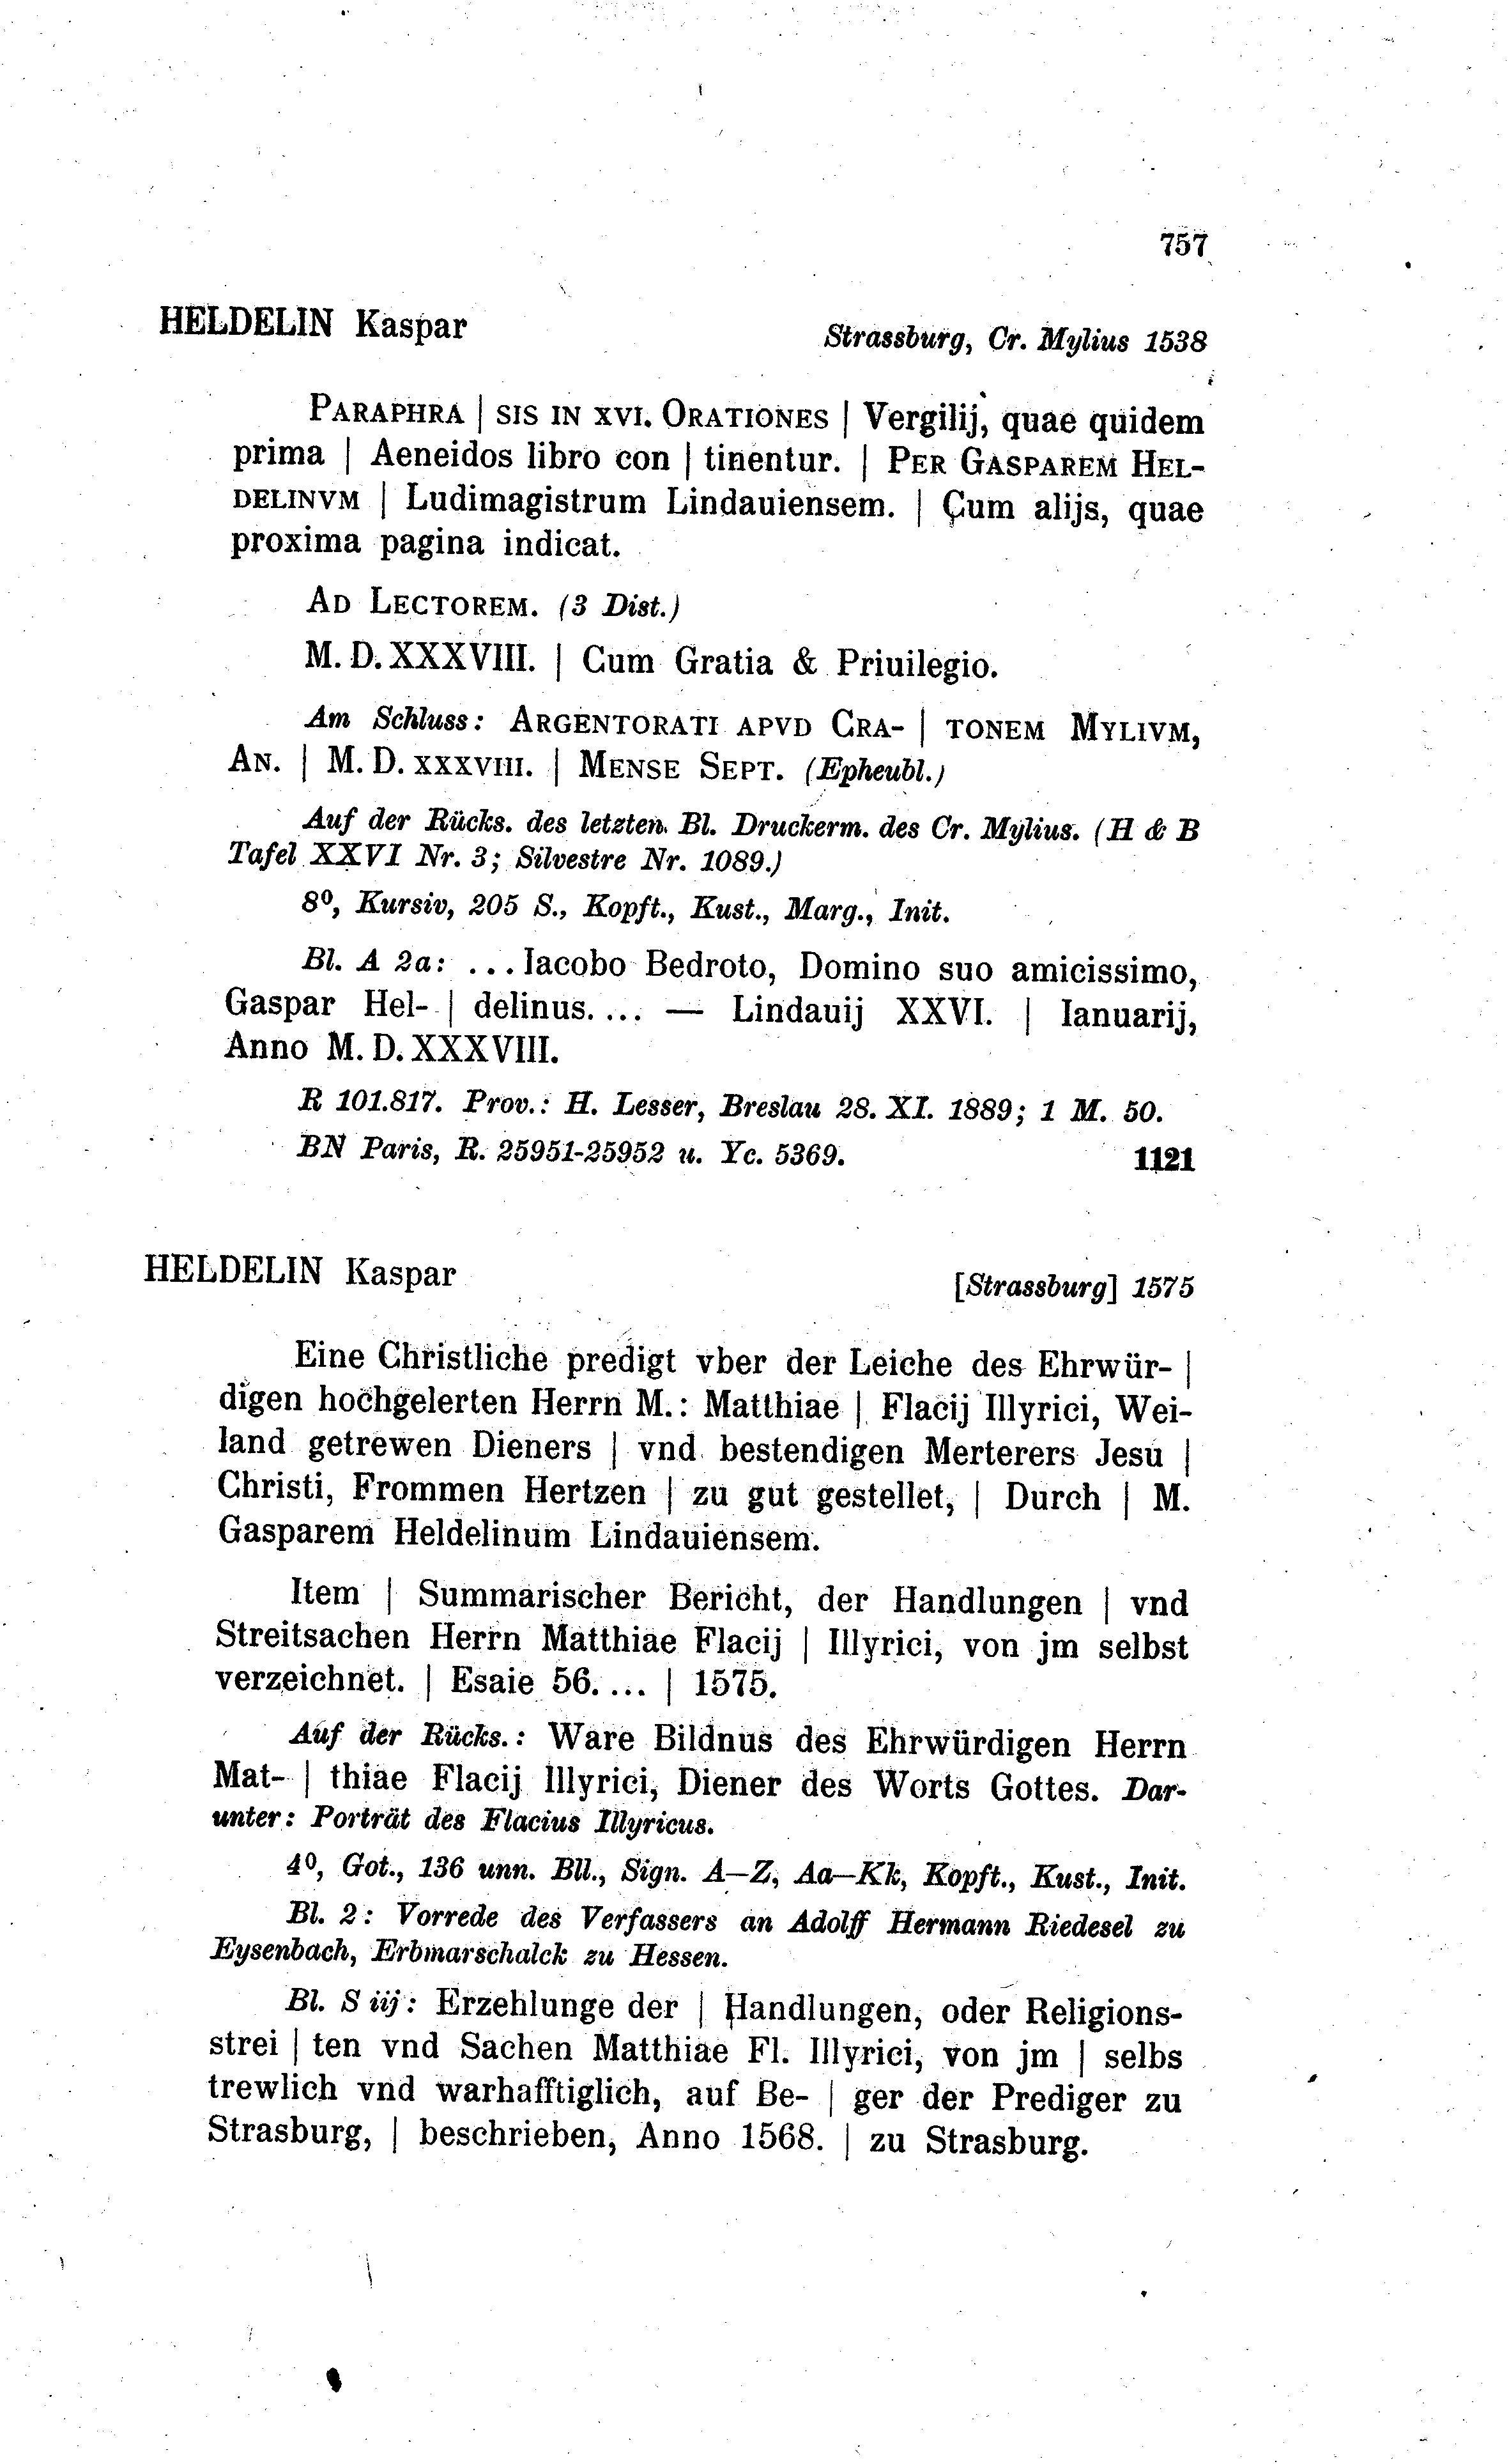 757
HELDELIN Kaspar
Strassburg, Cr. Mylius 1538
PARAPHRA | SIS IN XVI. ORATIONES | Vergilij, quae quidem
prima | Aeneidos libro con | tinentur. | PER GASPAREM HEL-
DELINVM | Ludimagistrum Lindauiensem. | Cum alijs, quae
proxima pagina indicat.
AD LECTOREM. (3 Dist.)
M. D. XXXVIII. | Cum Gratia & Priuilegio.
Am Schluss: ARGENTORATI APVD CRA- | TONEM MYLIVM,
AN. | M. D. XXXVIII. | MENSE SEPT. (Epheubl.)
Auf der Rücks. des letzten Bl. Druckerm. des Cr. Mylius. (H & B
Tafel XXVI Nr. 3; Silvestre Nr. 1089.)
8⁰, Kursiv, 205 S., Kopft., Kust., Marg., Init.
Bl. A 2a: ... Iacobo Bedroto, Domino suo amicissimo,
Gaspar Hel- | delinus. ... — Lindauij XXVI. | Ianuarij,
Anno M. D. XXXVIII.
R 101.817. Prov.: H. Lesser, Breslau 28. XI. 1889; 1 M. 50.
BN Paris, R. 25951-25952 u. Yc. 5369.
1121
HELDELIN Kaspar
[Strassburg] 1575
Eine Christliche predigt vber der Leiche des Ehrwür- |
digen hochgelerten Herrn M.: Matthiae | Flacij Illyrici, Wei-
land getrewen Dieners | vnd bestendigen Merterers Jesu |
Christi, Frommen Hertzen | zu gut gestellet, | Durch | M.
Gasparem Heldelinum Lindauiensem.
Item | Summarischer Bericht, der Handlungen | vnd
Streitsachen Herrn Matthiae Flacij | Illyrici, von jm selbst
verzeichnet. | Esaie 56. ... | 1575.
Auf der Rücks.: Ware Bildnus des Ehrwürdigen Herrn
Mat- | thiae Flacij Illyrici, Diener des Worts Gottes. Dar-
unter: Porträt des Flacius Illyricus.
4⁰, Got., 136 unn. Bll., Sign. A—Z, Aa—Kk, Kopft., Kust., Init.
Bl. 2: Vorrede des Verfassers an Adolff Hermann Riedesel zu
Eysenbach, Erbmarschalck zu Hessen.
Bl. S iij: Erzehlunge der | Handlungen, oder Religions-
strei | ten vnd Sachen Matthiae Fl. Illyrici, von jm | selbs
trewlich vnd warhafftiglich, auf Be- | ger der Prediger zu
Strasburg, | beschrieben, Anno 1568. | zu Strasburg.